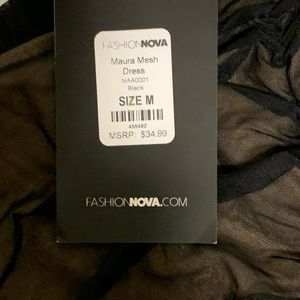 FASHIONNOVA
Maura Mesh
Dress
NAA0001
Black
SIZE M
455482
MSRP: $34.99
FASHIONNOVA.COM